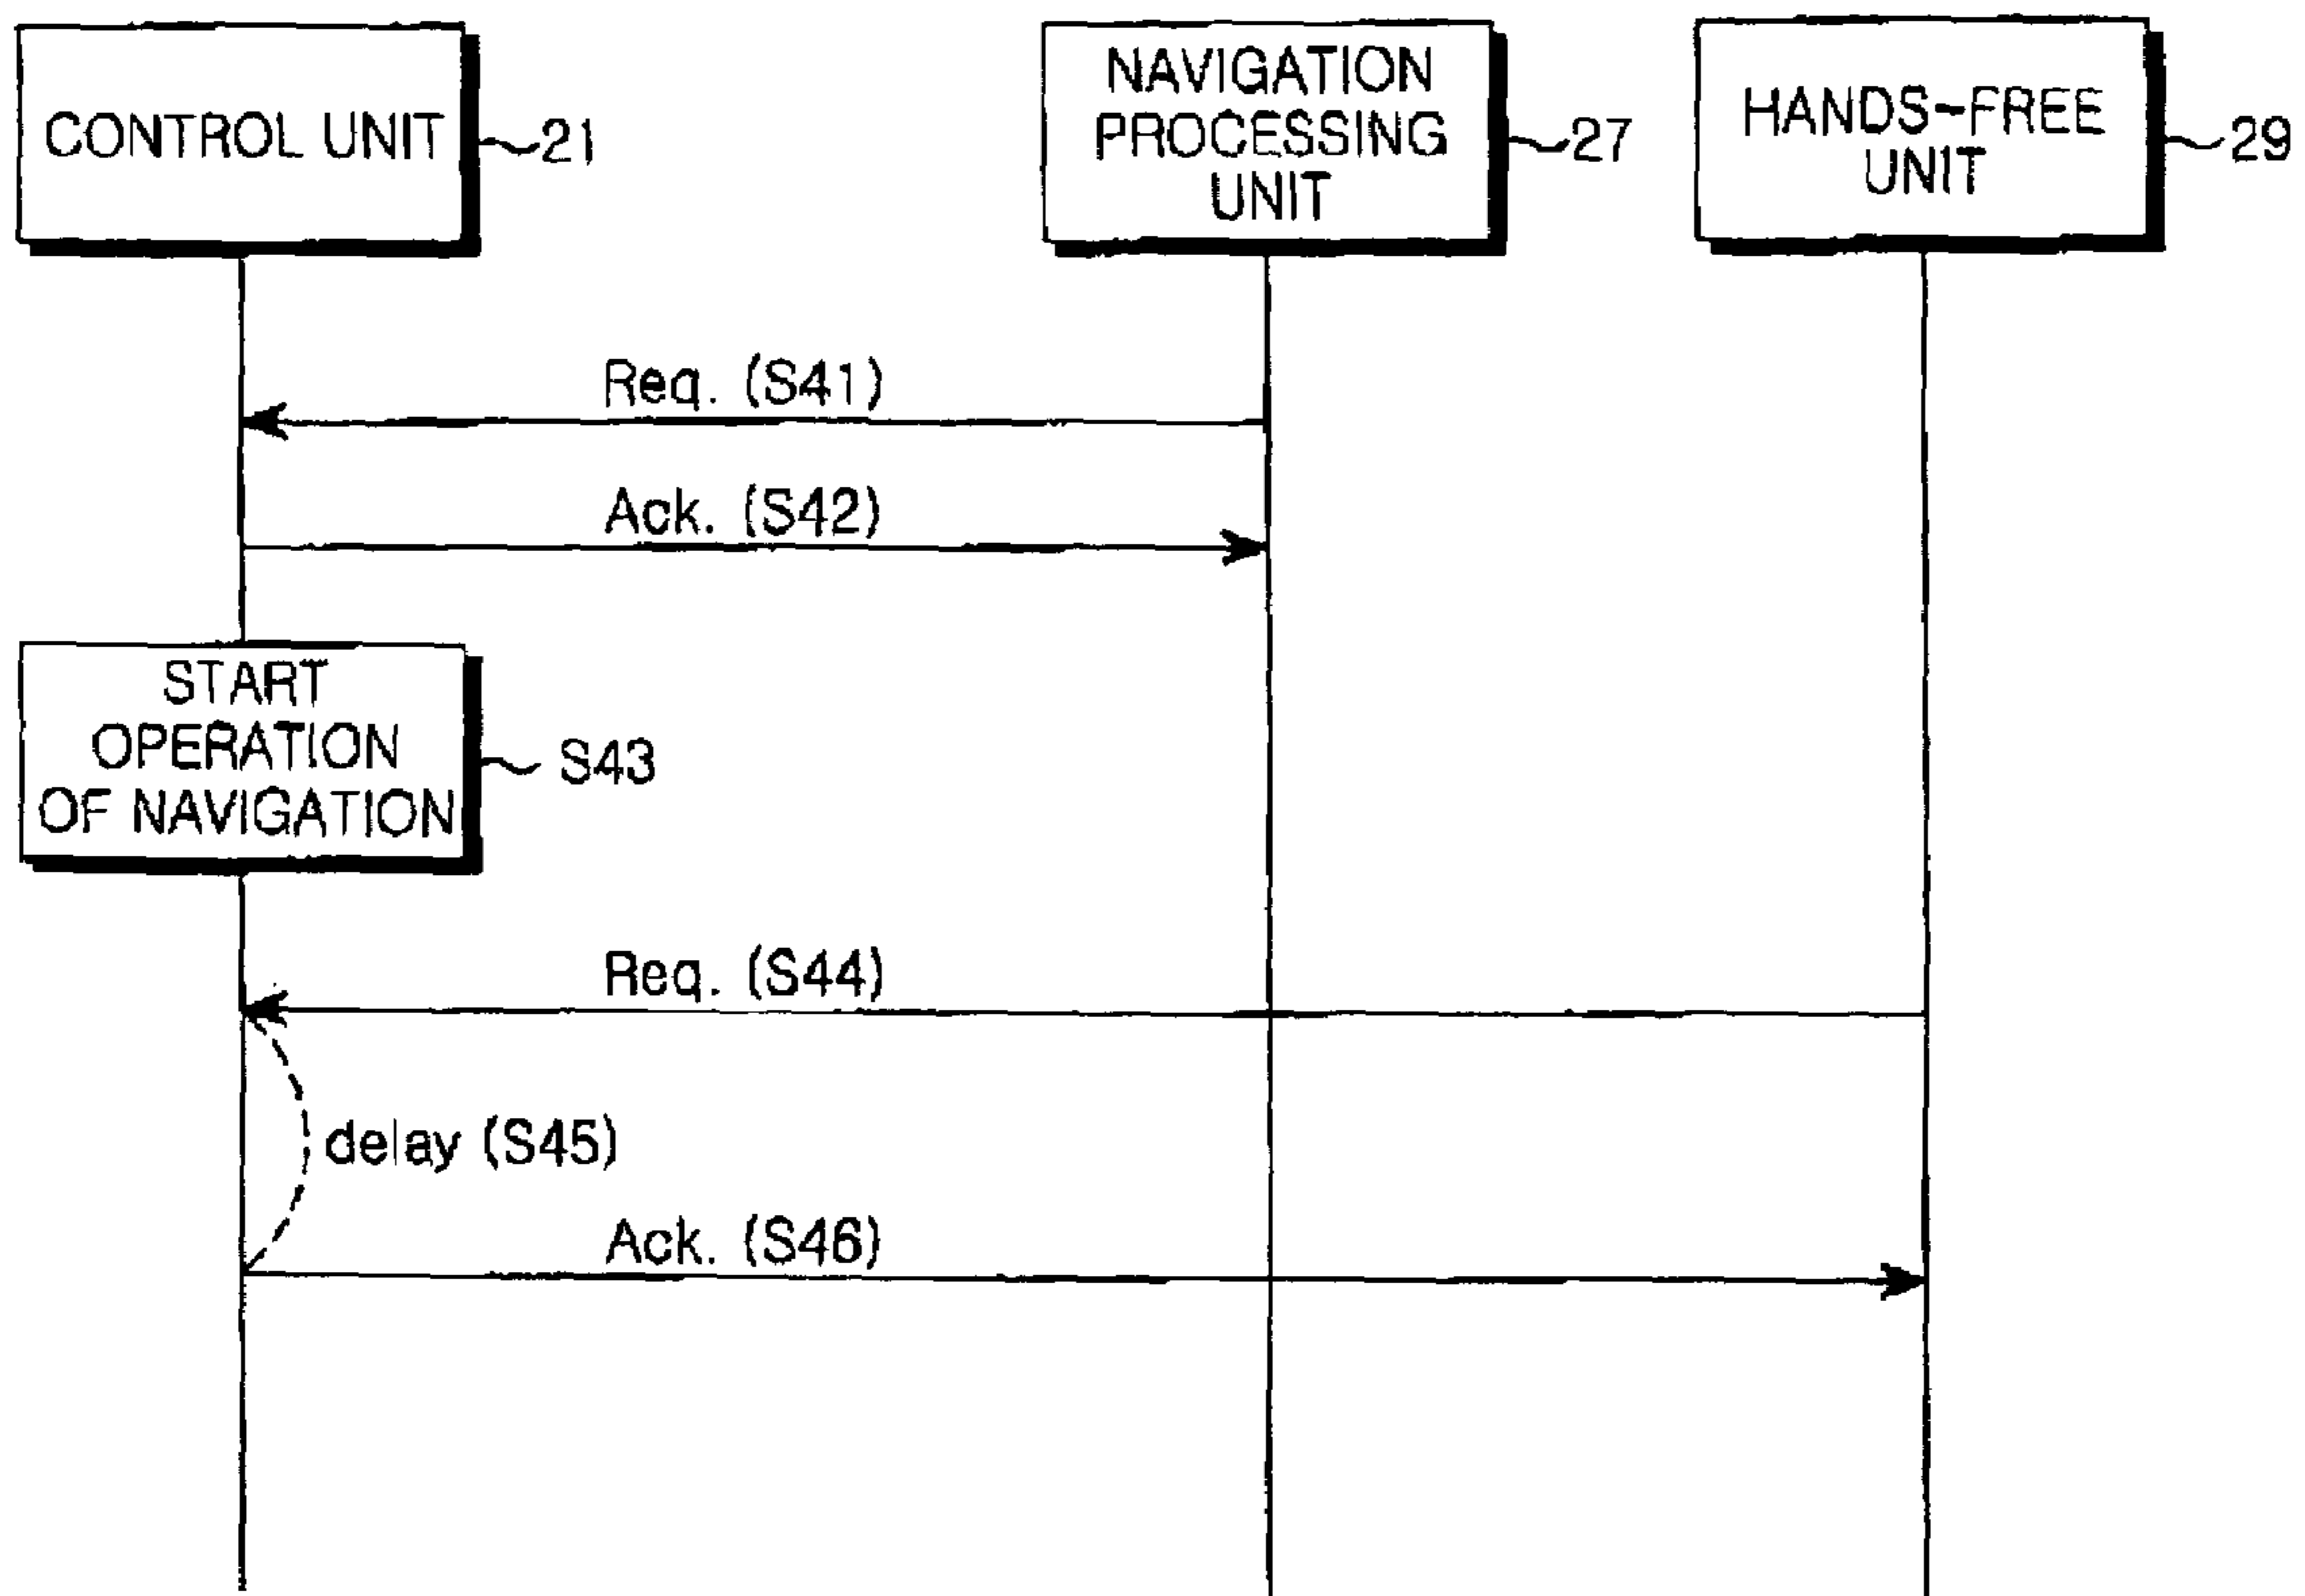 CONTROL UNIT
21
NAVIGATION
PROCESSING
UNIT
27
HANDS-FREE
UNIT
29
Req. (S41)
Ack. (S42)
START
OPERATION
OF NAVIGATION
S43
Req. (S44)
delay (S45)
Ack. (S46)